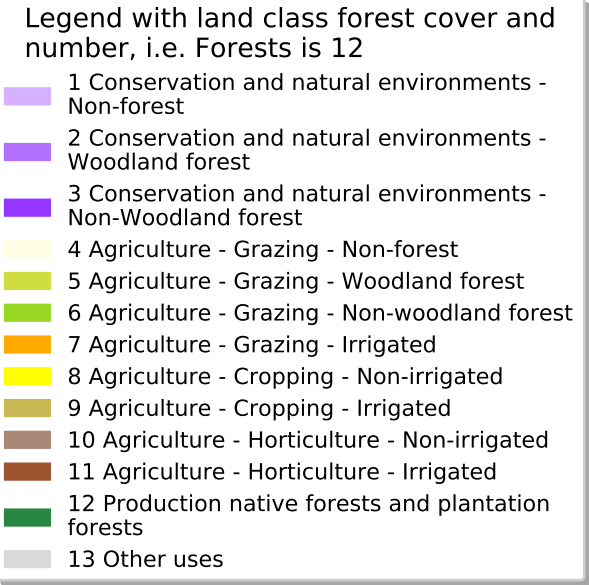 Legend with land class forest cover and
number, i.e. Forests is 12
1 Conservation and natural environments -
Non-forest
2 Conservation and natural environments -
Woodland forest
3 Conservation and natural environments -
Non-Woodland forest
4 Agriculture - Grazing - Non-forest
5 Agriculture - Grazing - Woodland forest
6 Agriculture - Grazing - Non-woodland forest
7 Agriculture - Grazing - Irrigated
8 Agriculture - Cropping - Non-irrigated
9 Agriculture - Cropping - Irrigated
10 Agriculture - Horticulture - Non-irrigated
11 Agriculture - Horticulture - Irrigated
12 Production native forests and plantation
forests
13 Other uses